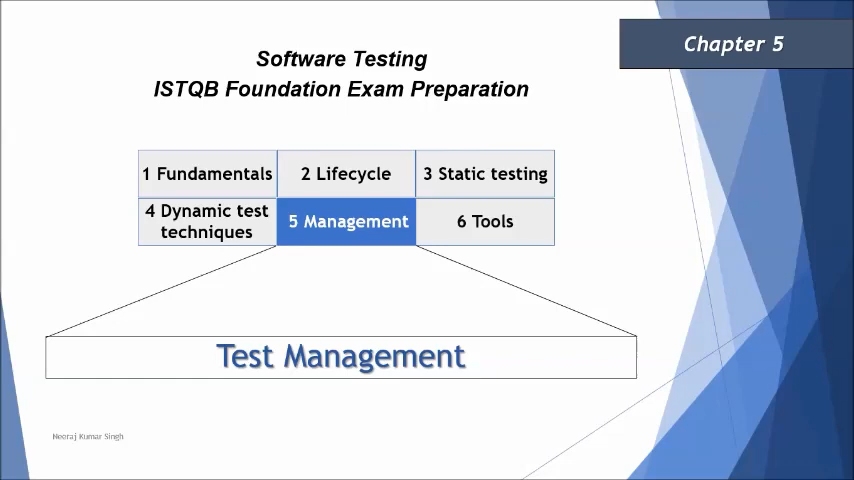 Chapter 5
Software Testing
ISTQB Foundation Exam Preparation
1 Fundamentals
2 Lifecycle
3 Static testing
4 Dynamic test
techniques
5 Management
6 Tools
Test Management
Neeraj Kumar Singh